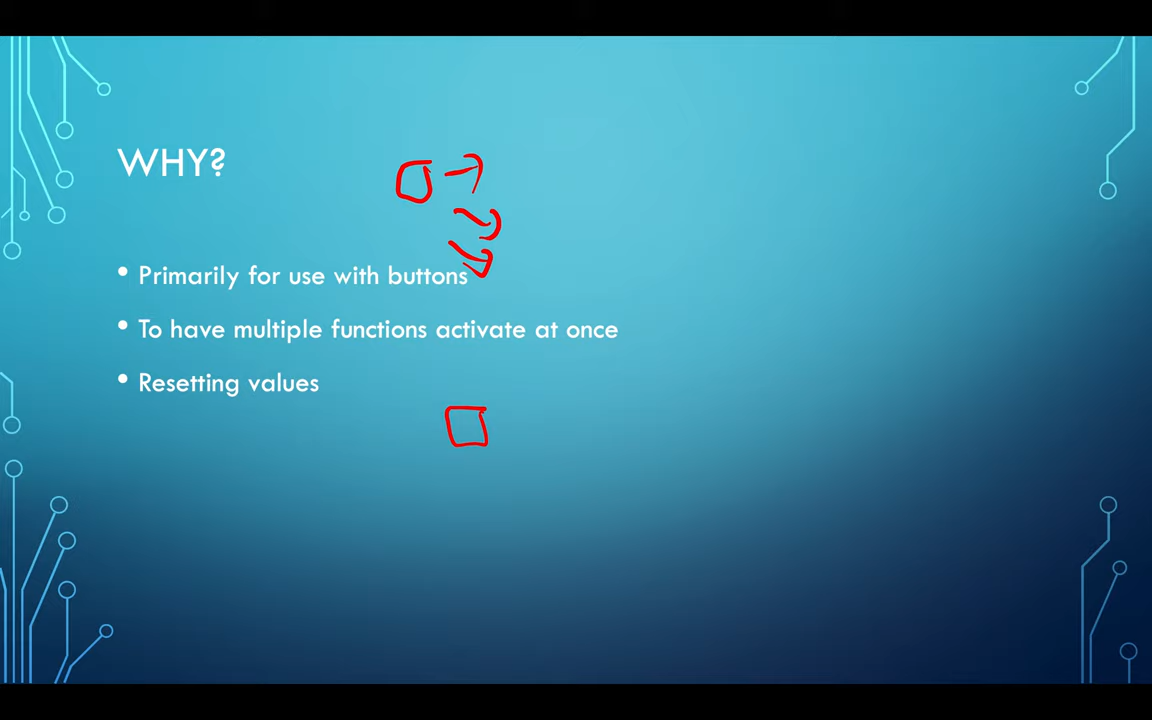 WHY?
• Primarily for use with buttons
• To have multiple functions activate at once
• Resetting values